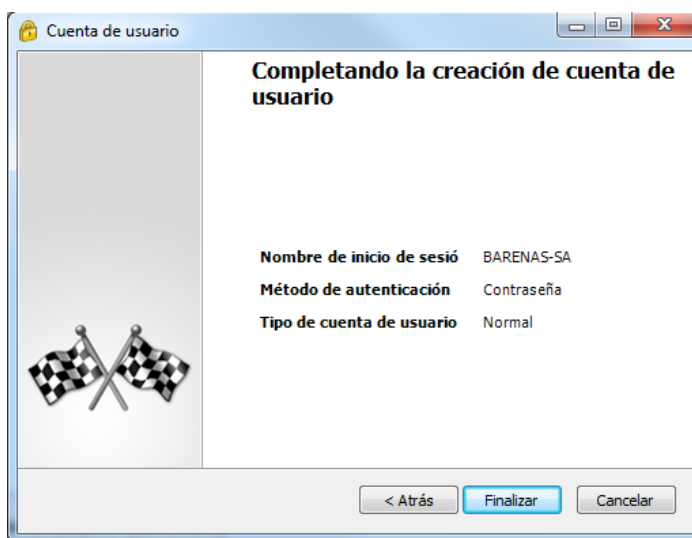 Cuenta de usuario
Completando la creación de cuenta de
usuario
Nombre de inicio de sesió BARENAS-SA
Método de autenticación Contraseña
Tipo de cuenta de usuario Normal
< Atrás Finalizar Cancelar